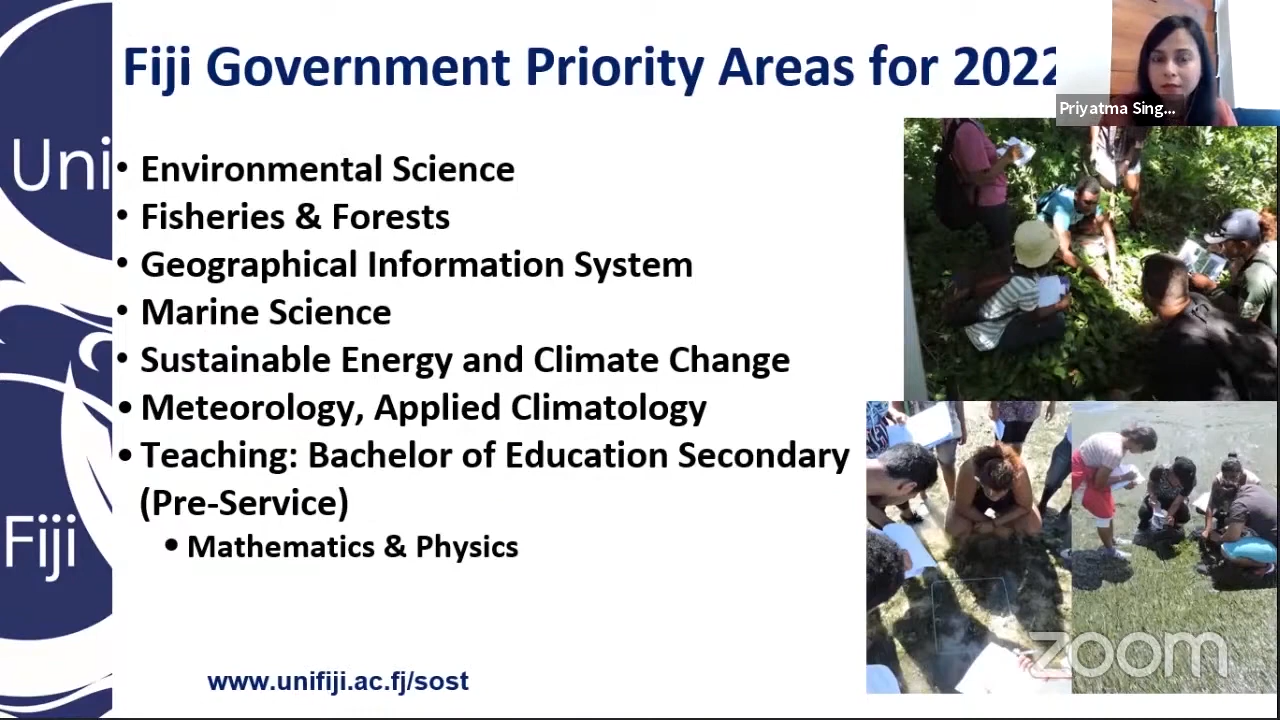 Fiji Government Priority Areas for 2022
Priyatma Sing...
Uni
• Environmental Science
• Fisheries & Forests
• Geographical Information System
• Marine Science
• Sustainable Energy and Climate Change
• Meteorology, Applied Climatology
• Teaching: Bachelor of Education Secondary
(Pre-Service)
Fiji
• Mathematics & Physics
zoom
www.unifiji.ac.fj/sost